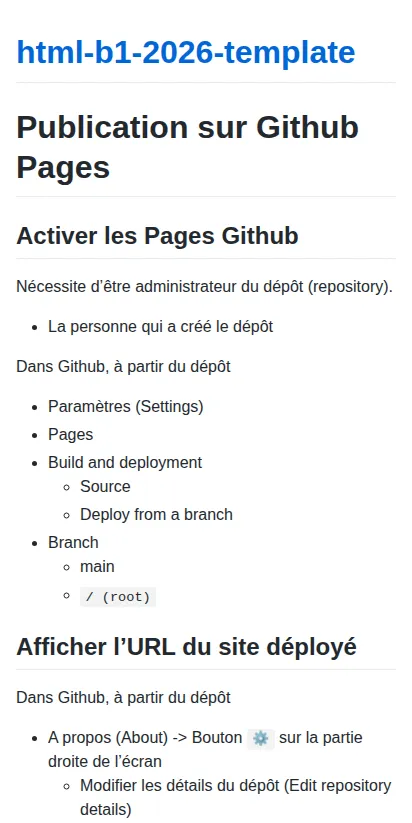 html-b1-2026-template
Publication sur Github
Pages
Activer les Pages Github
Nécessite d’être administrateur du dépôt (repository).
• La personne qui a créé le dépôt
Dans Github, à partir du dépôt
• Paramètres (Settings)
• Pages
• Build and deployment
◦ Source
◦ Deploy from a branch
• Branch
◦ main
◦ / (root)
Afficher l’URL du site déployé
Dans Github, à partir du dépôt
• A propos (About) -> Bouton ⚙️ sur la partie
droite de l’écran
◦ Modifier les détails du dépôt (Edit repository
details)